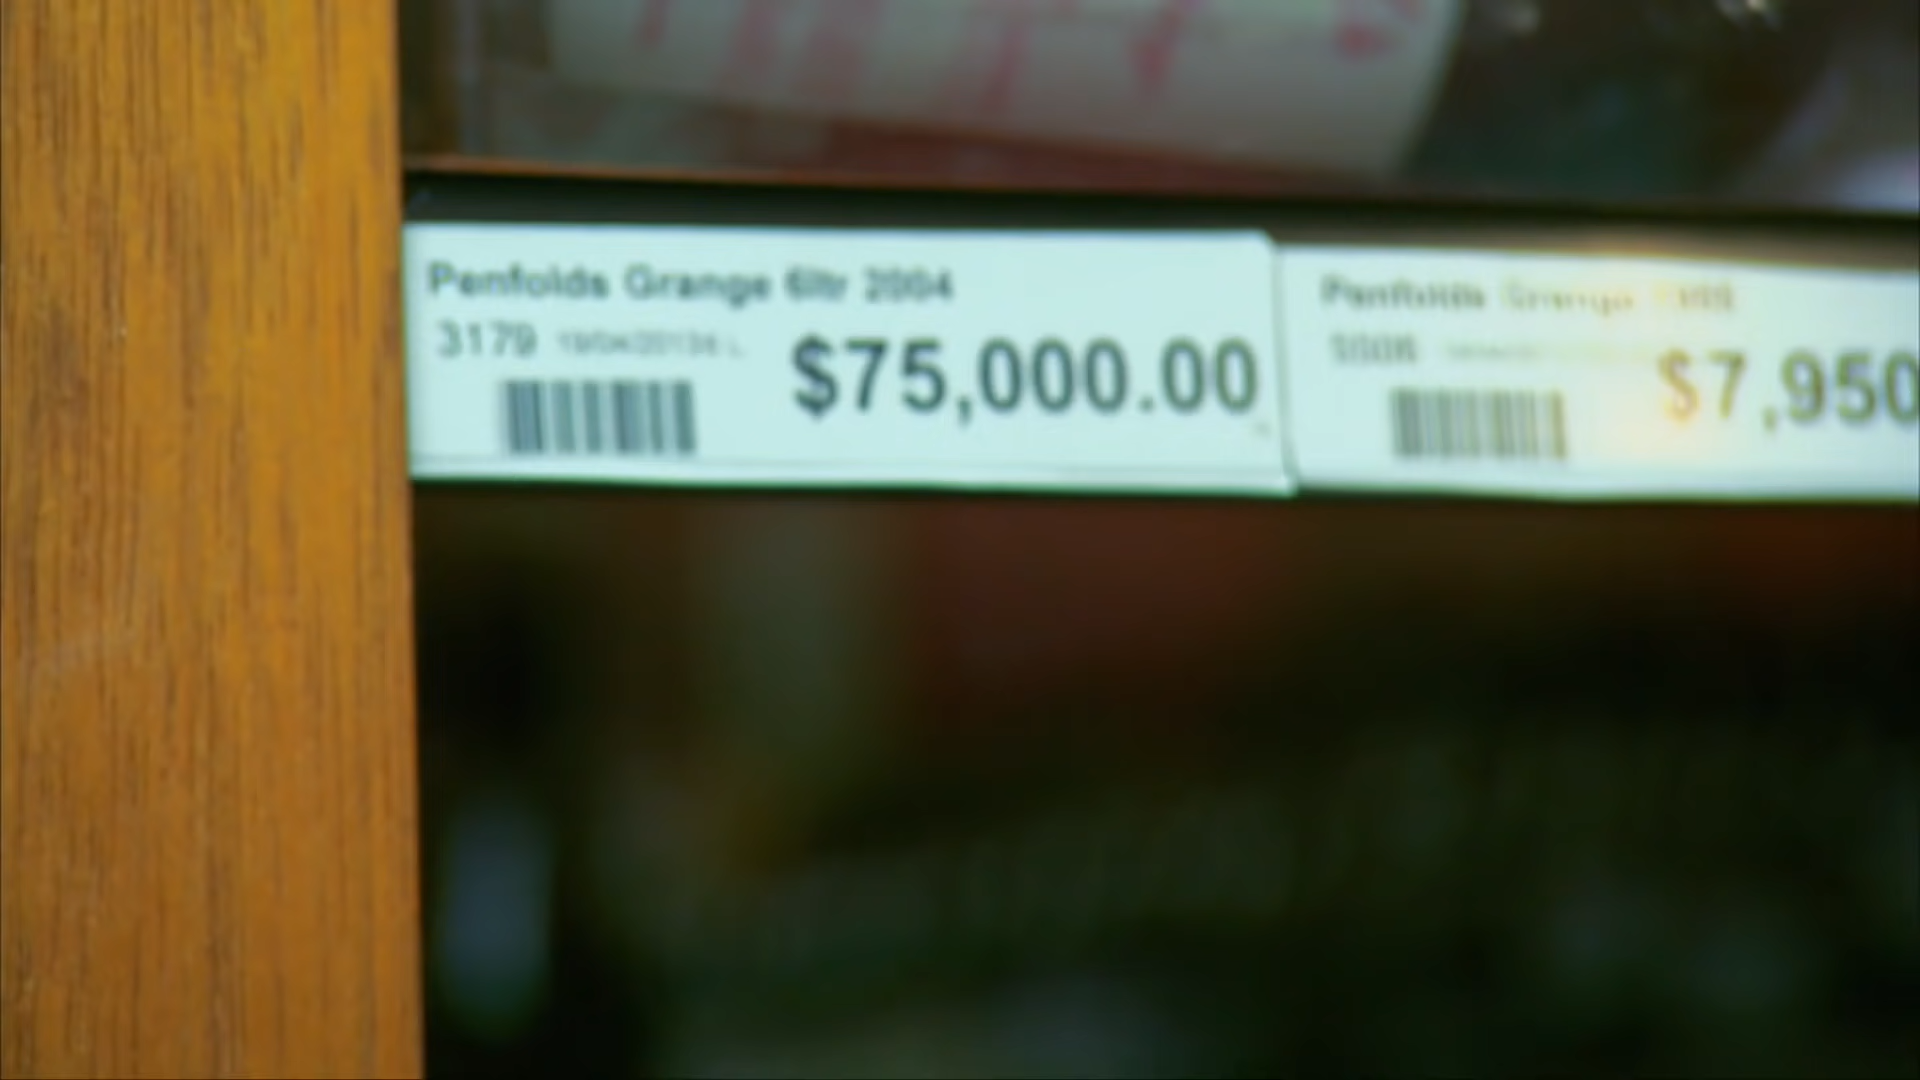 Penfolds Grange 6ltr 2004
3179
$75,000.00
Penfolds Grange
$7,950